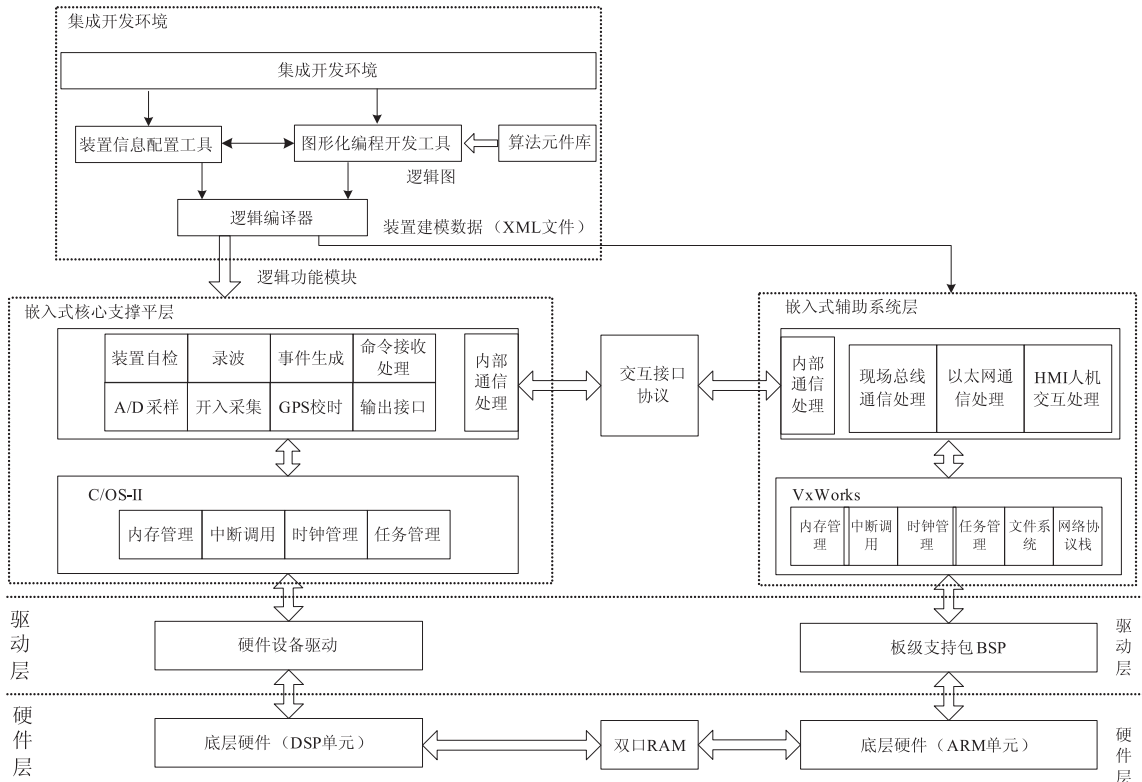 集成开发环境
集成开发环境
装置信息配置工具
图形化编程开发工具
算法元件库
逻辑图
逻辑编译器
装置建模数据（XML文件）
逻辑功能模块
嵌入式核心支撑平层
装置自检
录波
事件生成
命令接收
处理
A/D采样
开入采集
GPS校时
输出接口
内部
通信
处理
交互接口
协议
嵌入式辅助系统层
内部
通信
处理
现场总线
通信处理
以太网通
信处理
HMI人机
交互处理
C/OS-II
内存管理
中断调用
时钟管理
任务管理
VxWorks
内存管
理
中断调
用
时钟管
理
任务管
理
文件系
统
网络协
议栈
驱
动
层
硬件设备驱动
板级支持包BSP
驱
动
层
硬
件
层
底层硬件（DSP单元）
双口RAM
底层硬件（ARM单元）
硬
件
层